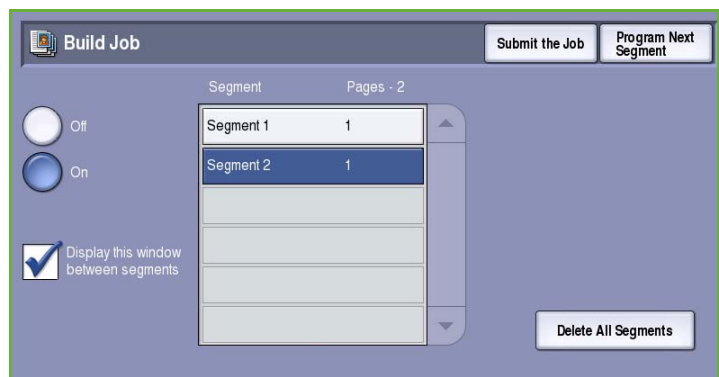 Build Job
Submit the Job
Program Next
Segment
Segment Pages - 2
Off
On
Segment 1 1
Segment 2 1
Display this window
between segments
Delete All Segments